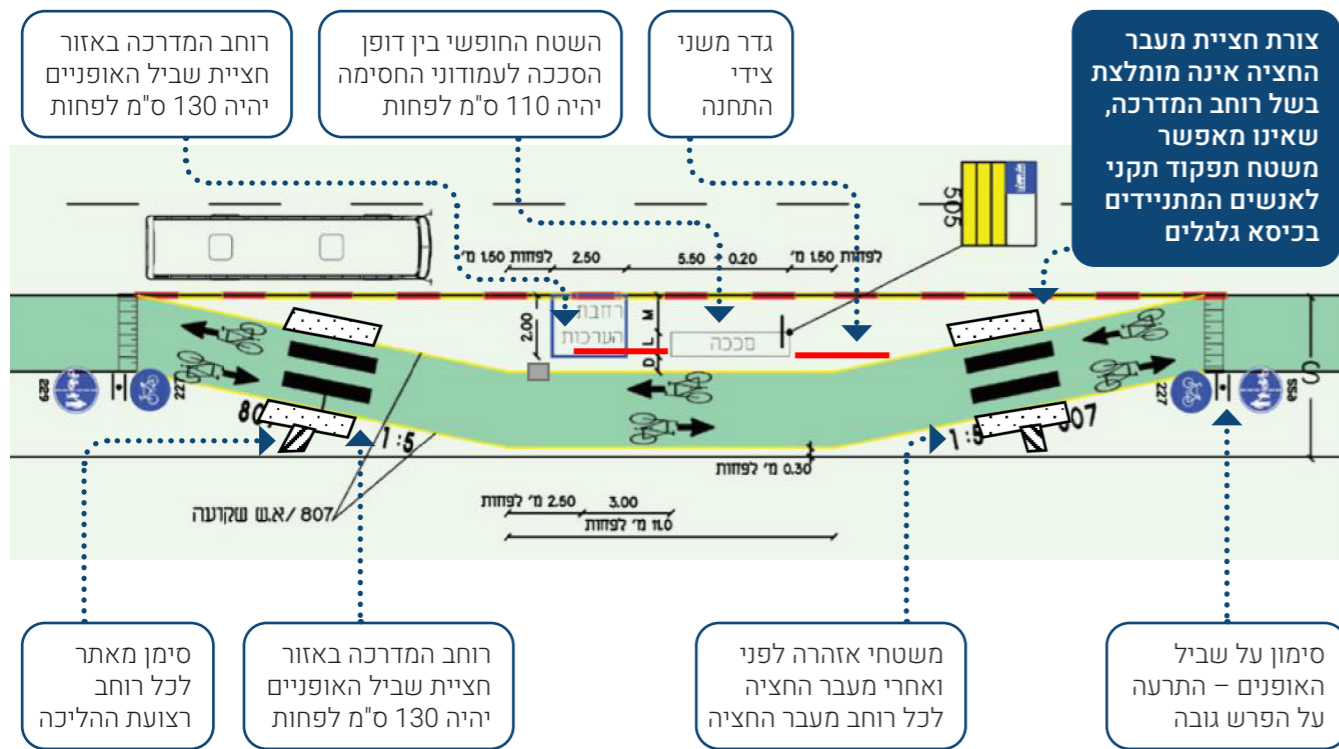 רוחב המדרכה באזור
חציית שביל האופניים
יהיה 130 ס"מ לפחות
השטח החופשי בין דופן
הסככה לעמודוני החסימה
יהיה 110 ס"מ לפחות
גדר משני
צידי
התחנה
צורת חציית מעבר
החציה אינה מומלצת
בשל רוחב המדרכה,
שאינו מאפשר
משטח תפקוד תקני
לאנשים המתניידים
בכיסא גלגלים
505
לפחות 1.50 מ'
2.50
5.50
0.20
לפחות 1.50 מ'
2.00
רחבת
הערכות
M
L
D
סככה
S
229
227
227
807
1:5
1:5
807
0.30 מ' לפחות
807 /א.ש שקועה
2.50 מ' לפחות
3.00
11.0 מ' לפחות
סימן מאתר
לכל רוחב
רצועת ההליכה
רוחב המדרכה באזור
חציית שביל האופניים
יהיה 130 ס"מ לפחות
משטחי אזהרה לפני
ואחרי מעבר החציה
לכל רוחב מעבר החציה
סימון על שביל
האופנים – התרעה
על הפרש גובה